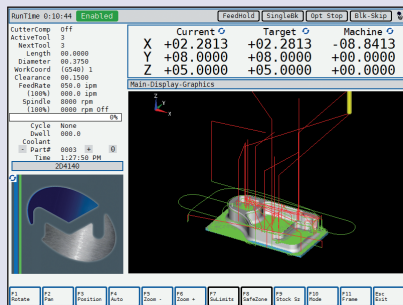 RunTime 0:10:44 Enabled FeedHold SingleBk Opt Stop Blk-Skip
CutterComp Off
ActiveTool 3
NextTool 3
Length 00.0000
Diameter 00.3750
WorkCoord (G540) 1
Clearance 00.1500
FeedRate 050.0 ipm
(100%) 000.0 ipm
Spindle 0000 rpm
(100%) 0000 rpm Off
0%
Cycle None
Dwell 000.0
Coolant
- Part# 0003 + 0
Time 1:27:50 PM
2D4140
Current Target Machine
X +02.2813 +02.2813 -08.8413
Y +08.0000 +08.0000 +00.0000
Z +05.0000 +05.0000 +00.0000
Main-Display-Graphics
Z
Y
X
F1 Rotate
F2 Pan
F3 Position
F4 Auto
F5 Zoom -
F6 Zoom +
F7 SwLimits
F8 SafeZone
F9 Stock Sz
F10 Mode
F11 Frame
Esc Exit